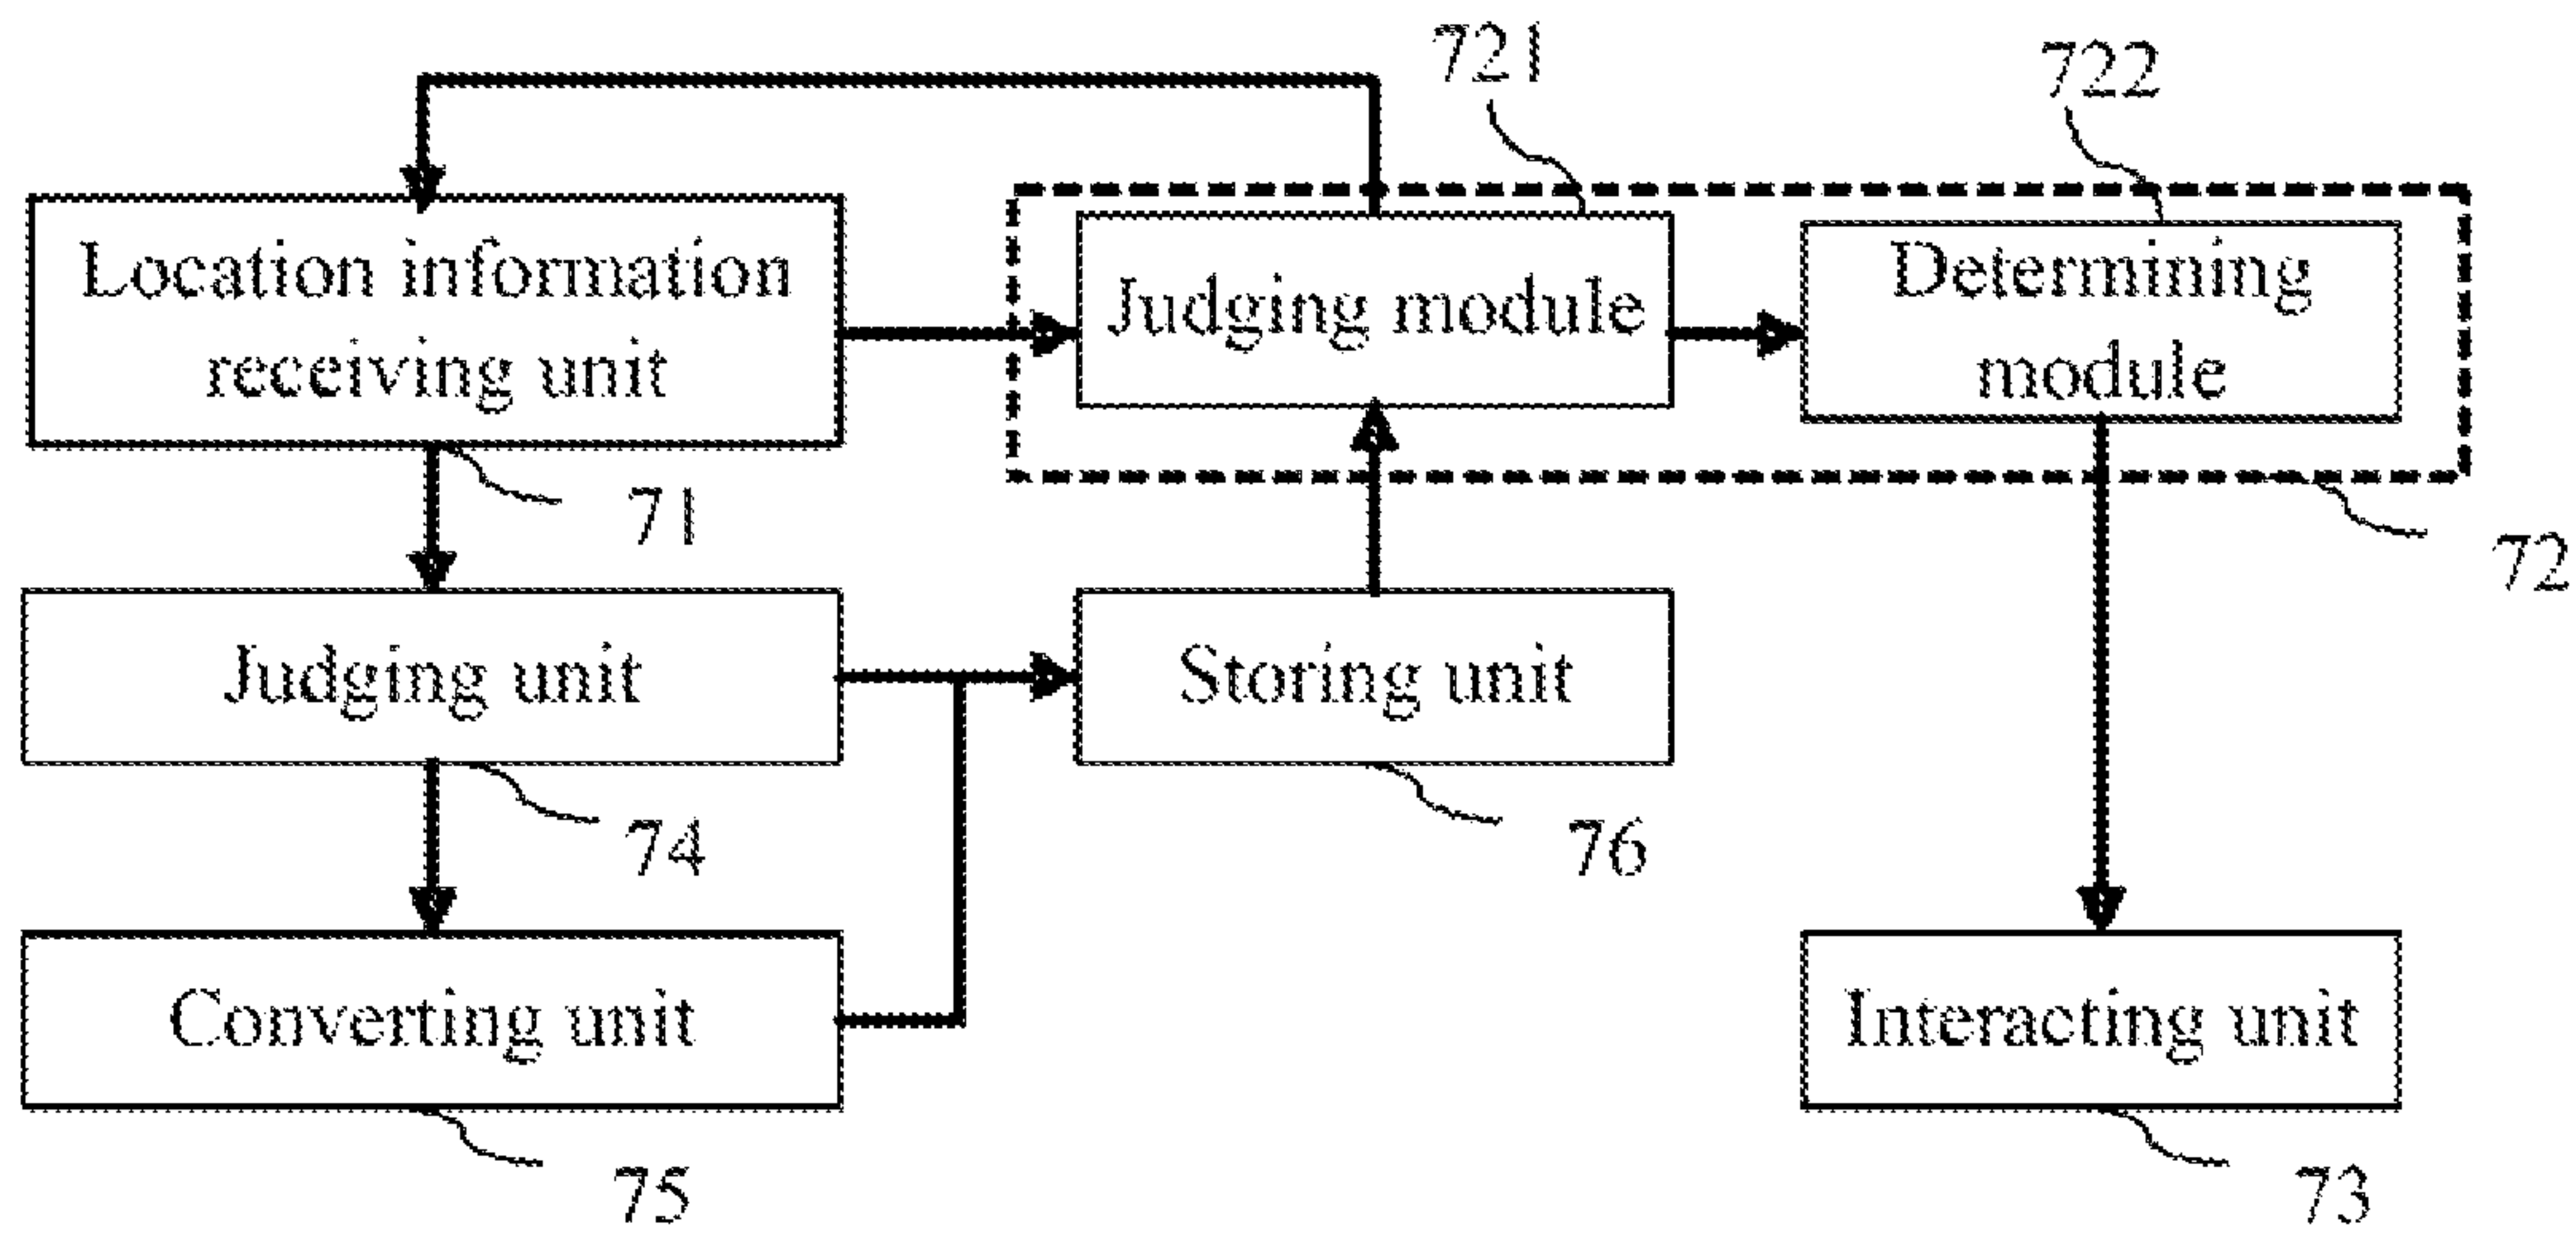 721
722
Location information
receiving unit
Judging module
Determining
module
71
72
Judging unit
Storing unit
74
76
Converting unit
Interacting unit
75
73